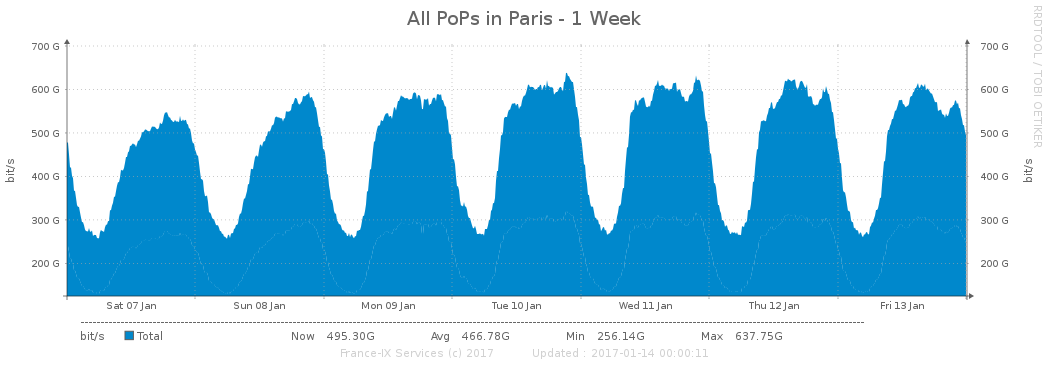 All PoPs in Paris - 1 Week
RRDTOOL / TOBI OETIKER
700 G 700 G
600 G 600 G
500 G 500 G
400 G 400 G
300 G 300 G
200 G 200 G
bit/s bit/s
Sat 07 Jan Sun 08 Jan Mon 09 Jan Tue 10 Jan Wed 11 Jan Thu 12 Jan Fri 13 Jan
bit/s Total Now 495.30G Avg 466.78G Min 256.14G Max 637.75G
France-IX Services (c) 2017 Updated : 2017-01-14 00:00:11